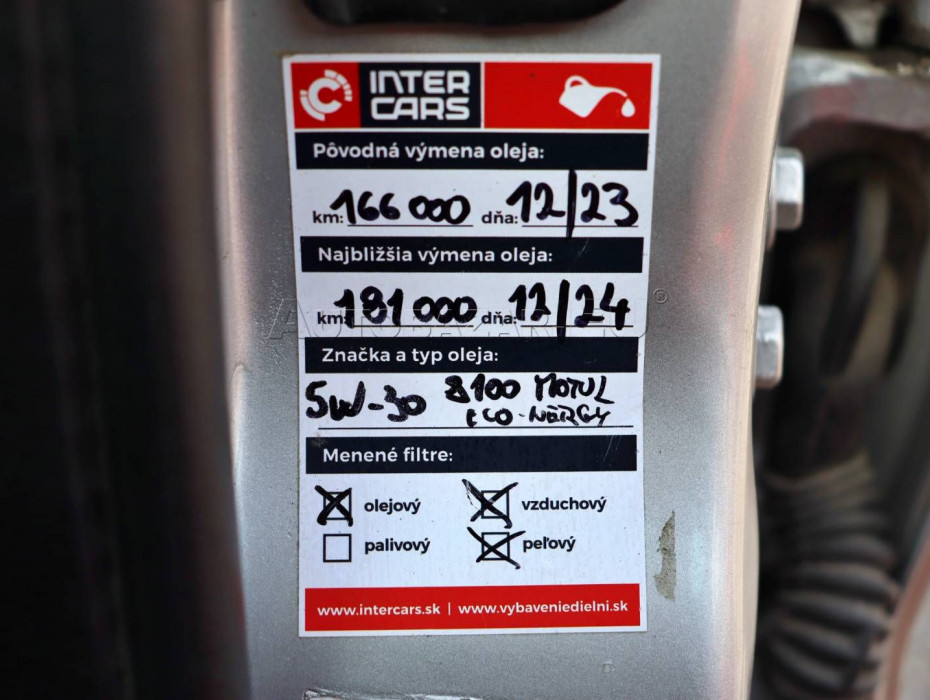 INTER
CARS
Pôvodná výmena oleja:
km: 166 000 dňa: 12/23
Najbližšia výmena oleja:
km: 181 000 dňa: 12/24
AUTOBAZAR.EU®
Značka a typ oleja:
5W-30 8100 MOTUL
ECO-NERGY
Menené filtre:
olejový vzduchový
palivový peľový
www.intercars.sk | www.vybaveniedielni.sk